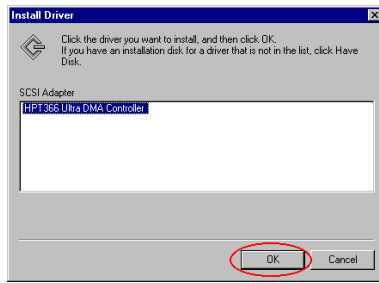 Install Driver
Click the driver you want to install, and then click OK.
If you have an installation disk for a driver that is not in the list, click Have
Disk.
SCSI Adapter
HPT366 Ultra DMA Controller
OK
Cancel